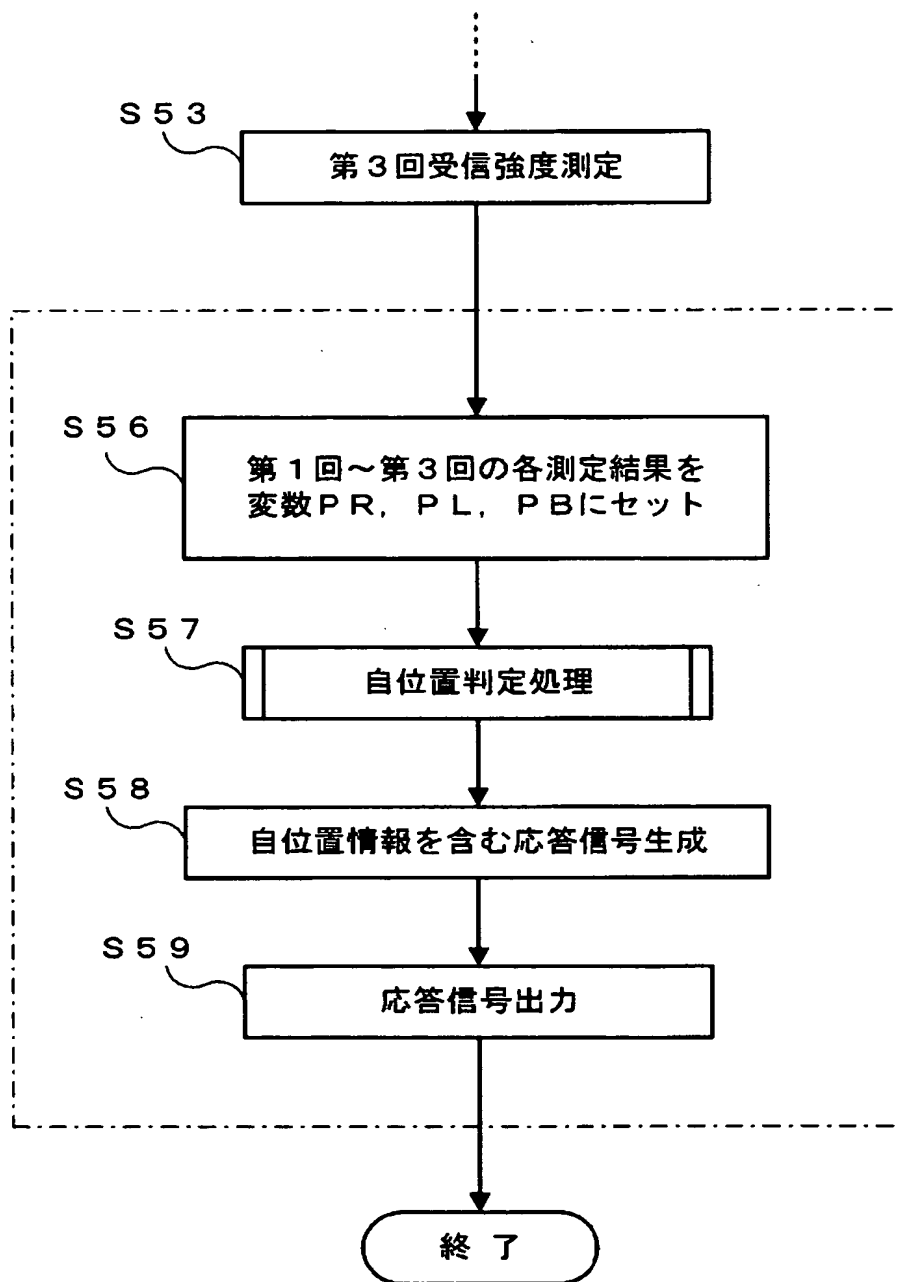 S53
第3回受信強度測定
S56
第1回～第3回の各測定結果を
変数PR, PL, PBにセット
S57
自位置判定処理
S58
自位置情報を含む応答信号生成
S59
応答信号出力
終了